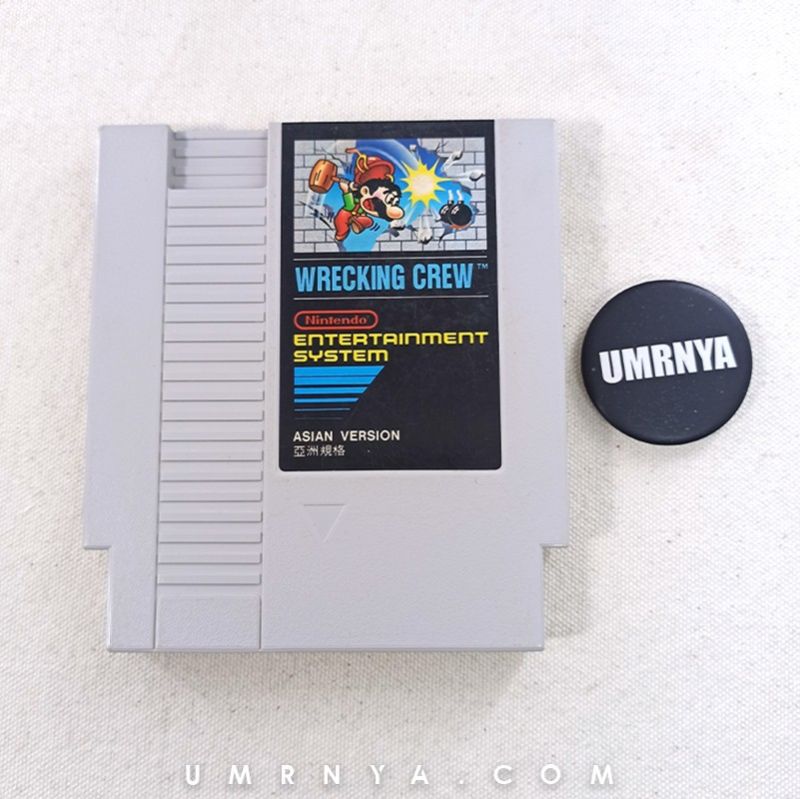 WRECKING CREW™
Nintendo
ENTERTAINMENT
SYSTEM
ASIAN VERSION
亞洲規格
UMRNYA
UMRNYA.COM